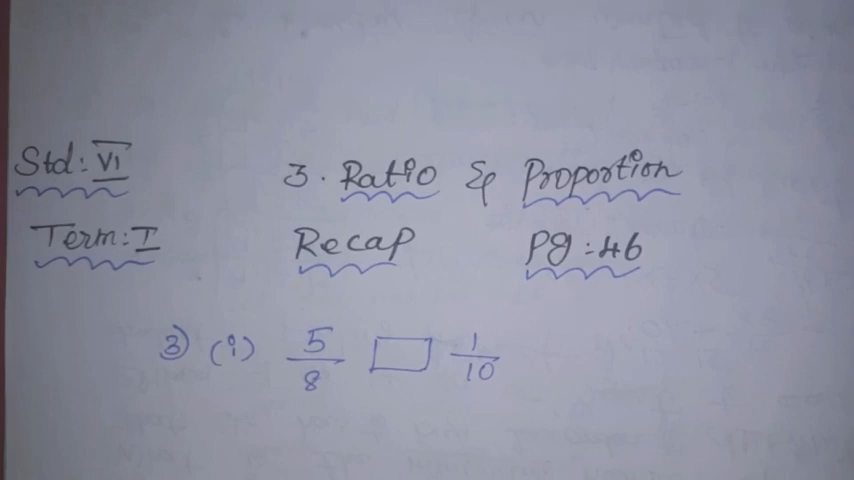 Std: VI 3. Ratio & Proportion
Term: I Recap Pg: 46
3) (i) 5/8 □ 1/10